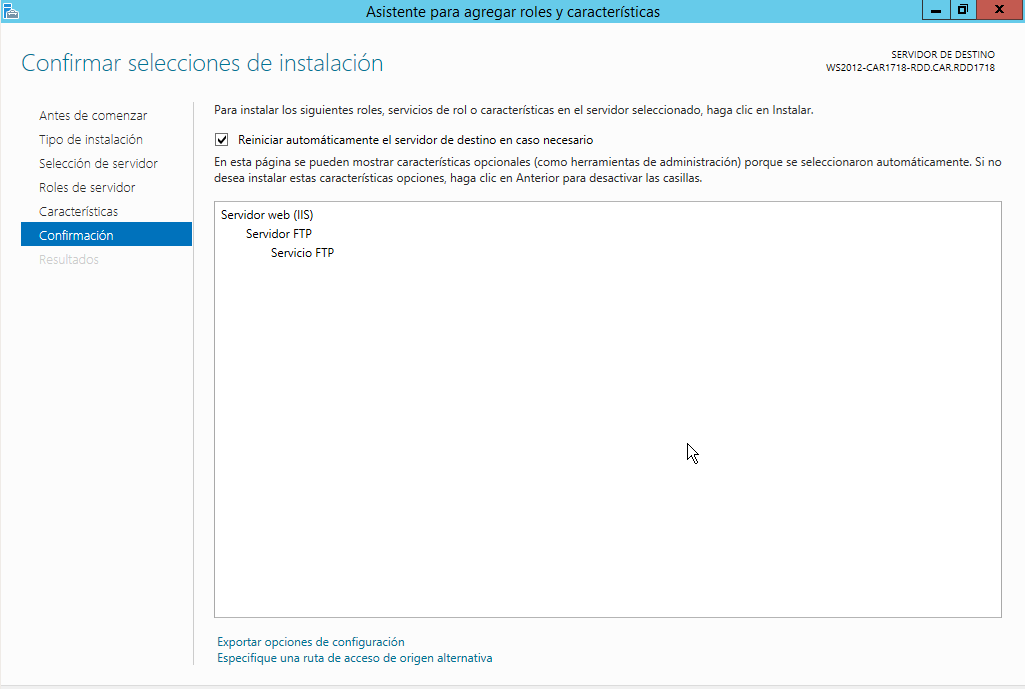 Asistente para agregar roles y características
Confirmar selecciones de instalación
SERVIDOR DE DESTINO
WS2012-CAR1718-RDD.CAR.RDD1718
Antes de comenzar
Tipo de instalación
Selección de servidor
Roles de servidor
Características
Confirmación
Resultados
Para instalar los siguientes roles, servicios de rol o características en el servidor seleccionado, haga clic en Instalar.
Reiniciar automáticamente el servidor de destino en caso necesario
En esta página se pueden mostrar características opcionales (como herramientas de administración) porque se seleccionaron automáticamente. Si no
desea instalar estas características opciones, haga clic en Anterior para desactivar las casillas.
Servidor web (IIS)
Servidor FTP
Servicio FTP
Exportar opciones de configuración
Especifique una ruta de acceso de origen alternativa